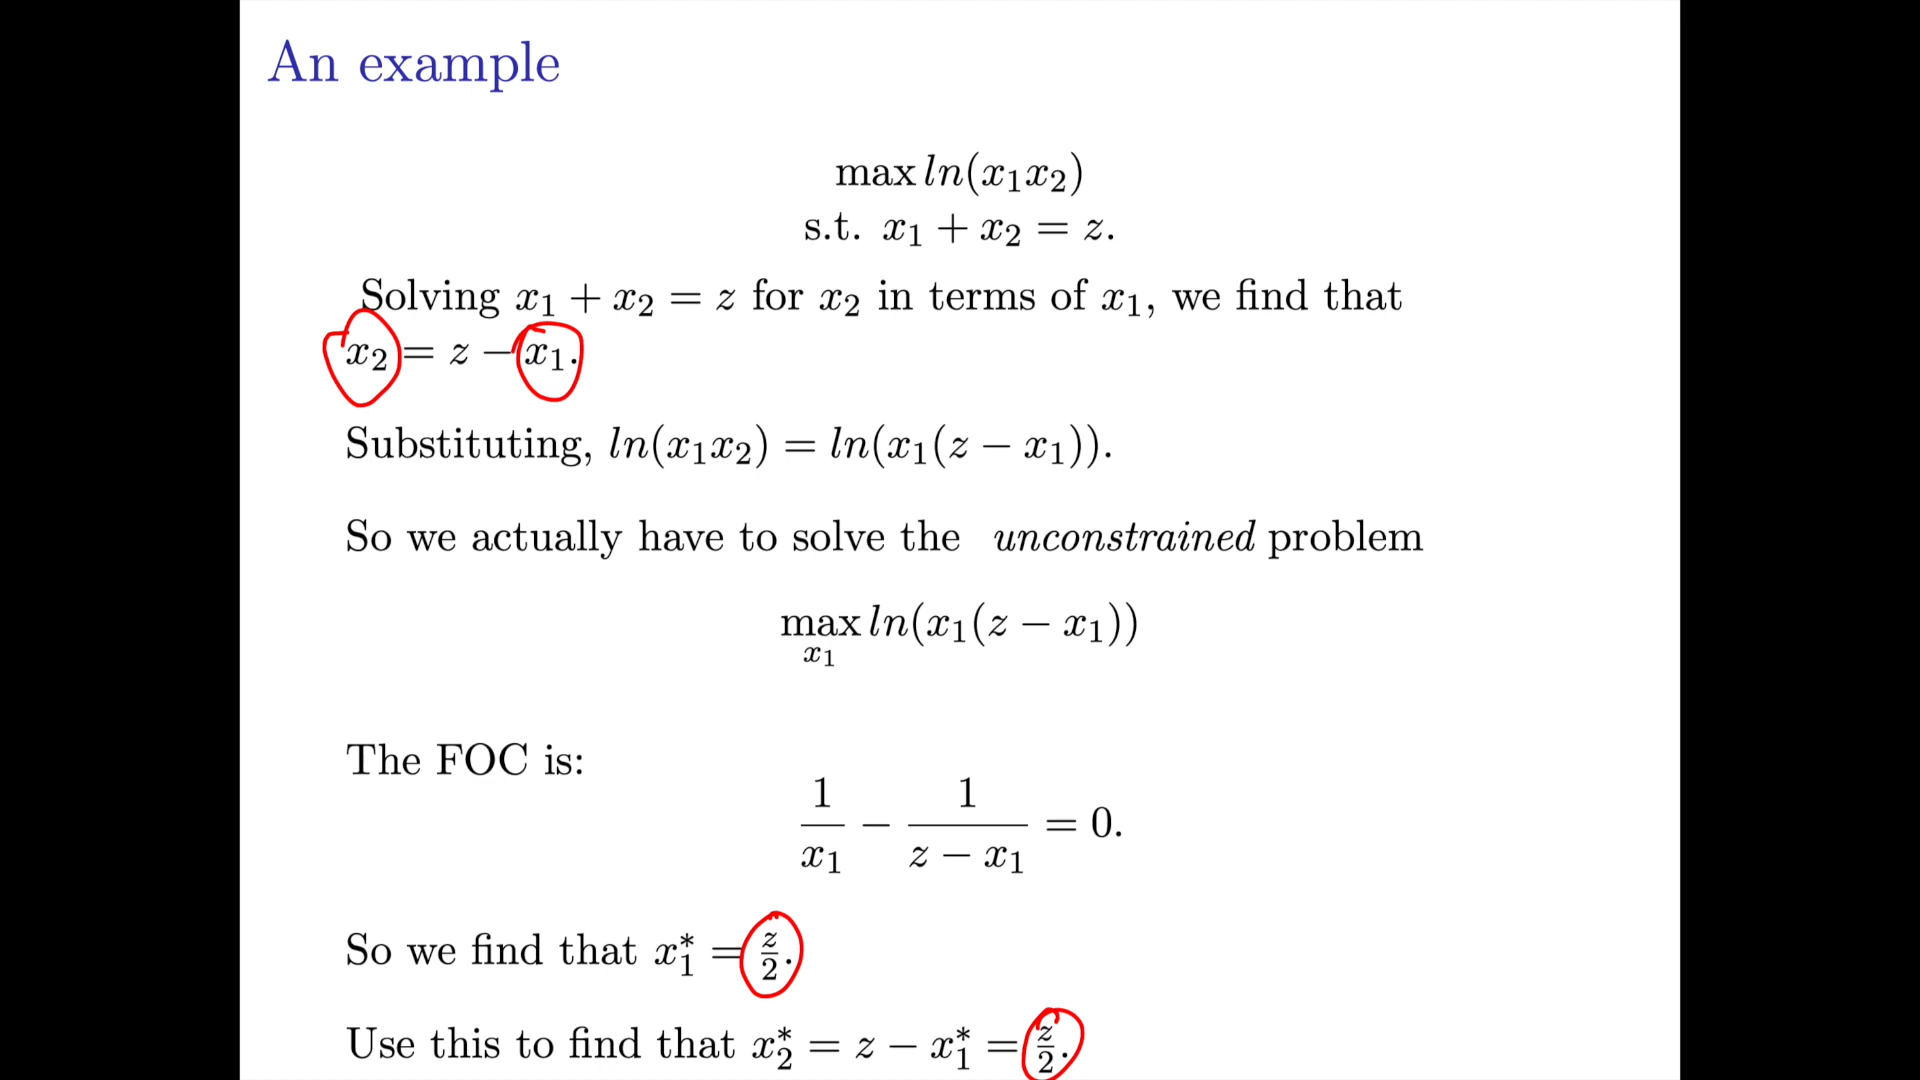 An example
max ln(x₁x₂)
s.t. x₁ + x₂ = z.
Solving x₁ + x₂ = z for x₂ in terms of x₁, we find that
x₂ = z − x₁.
Substituting, ln(x₁x₂) = ln(x₁(z − x₁)).
So we actually have to solve the unconstrained problem
max ln(x₁(z − x₁))
x₁
The FOC is:
1/x₁ − 1/(z − x₁) = 0.
So we find that x₁* = z/2.
Use this to find that x₂* = z − x₁* = z/2.